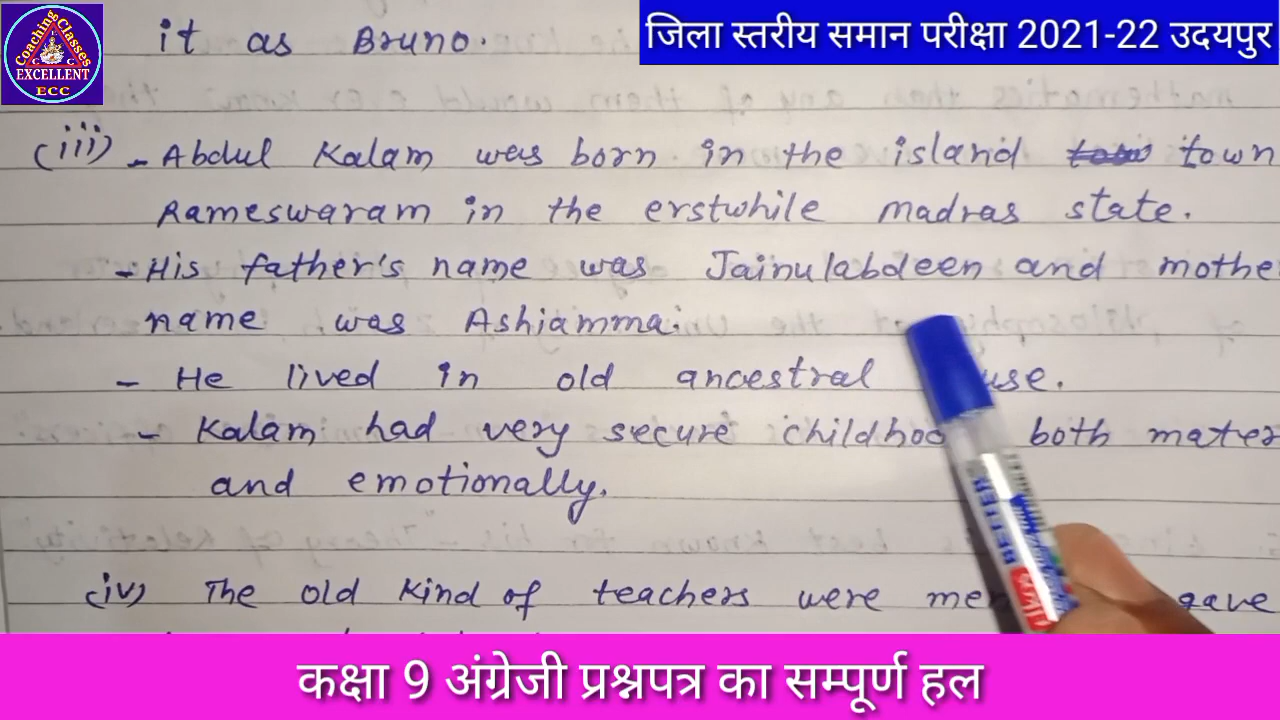 Coaching Classes
C C
EXCELLENT
ECC
जिला स्तरीय समान परीक्षा 2021-22 उदयपुर
it as Bruno.
(iii) - Abdul Kalam was born in the island town
Rameswaram in the erstwhile madras state.
- His father's name was Jainulabdeen and mothe
name was Ashiamma.
- He lived in old ancestral use.
- Kalam had very secure childhoo both mater
and emotionally.
(iv) The old kind of teachers were me gave
BETTER
कक्षा 9 अंग्रेजी प्रश्नपत्र का सम्पूर्ण हल